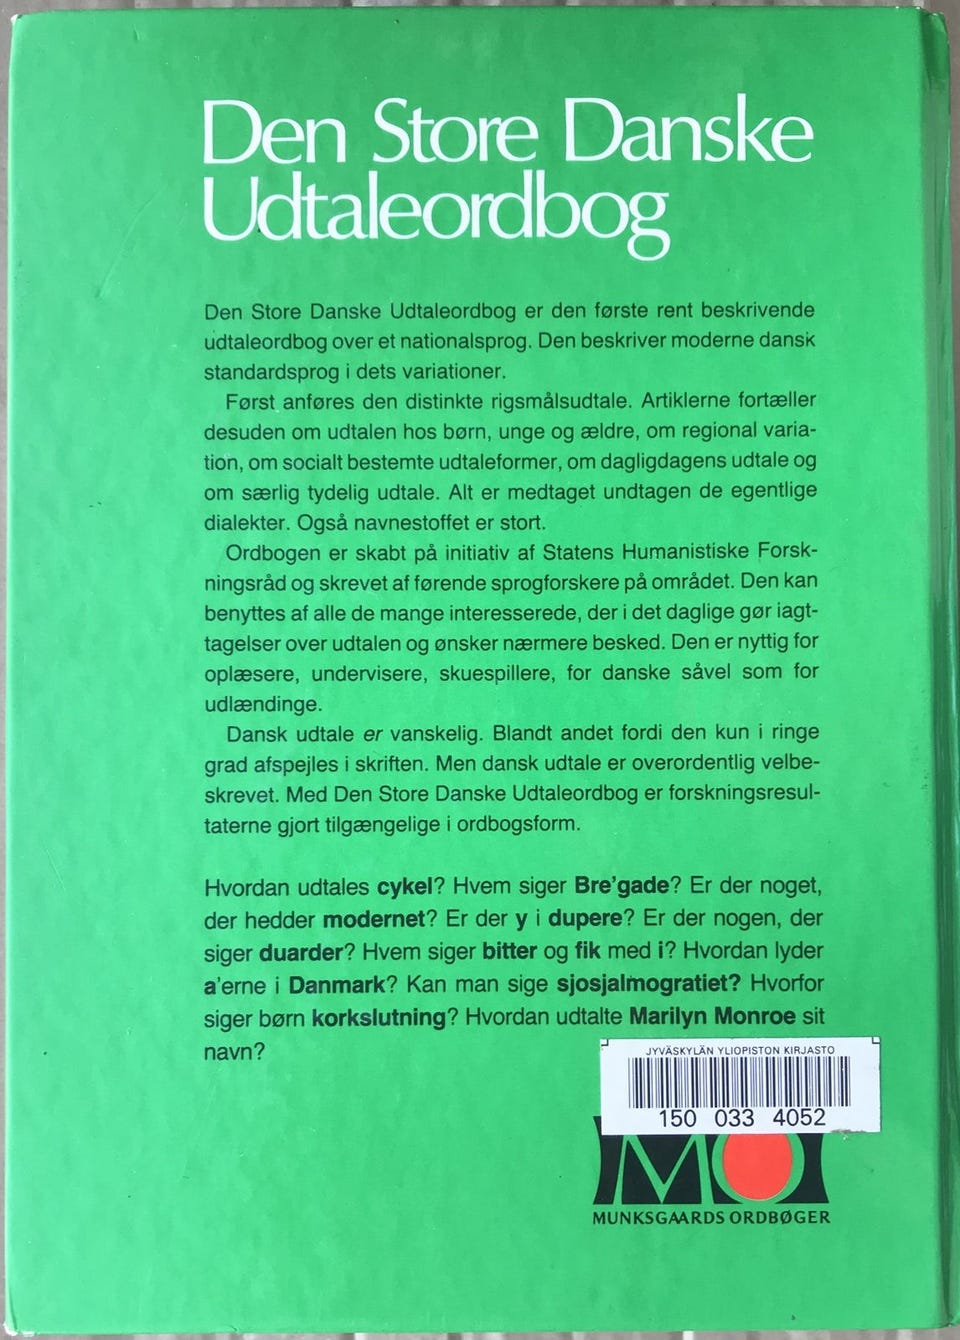 Den Store Danske
Udtaleordbog
Den Store Danske Udtaleordbog er den første rent beskrivende
udtaleordbog over et nationalsprog. Den beskriver moderne dansk
standardsprog i dets variationer.
Først anføres den distinkte rigsmålsudtale. Artiklerne fortæller
desuden om udtalen hos børn, unge og ældre, om regional varia-
tion, om socialt bestemte udtaleformer, om dagligdagens udtale og
om særlig tydelig udtale. Alt er medtaget undtagen de egentlige
dialekter. Også navnestoffet er stort.
Ordbogen er skabt på initiativ af Statens Humanistiske Forsk-
ningsråd og skrevet af førende sprogforskere på området. Den kan
benyttes af alle de mange interesserede, der i det daglige gør iagt-
tagelser over udtalen og ønsker nærmere besked. Den er nyttig for
oplæsere, undervisere, skuespillere, for danske såvel som for
udlændinge.
Dansk udtale er vanskelig. Blandt andet fordi den kun i ringe
grad afspejles i skriften. Men dansk udtale er overordentlig velbe-
skrevet. Med Den Store Danske Udtaleordbog er forskningsresul-
taterne gjort tilgængelige i ordbogsform.
Hvordan udtales cykel? Hvem siger Bre'gade? Er der noget,
der hedder modernet? Er der y i dupere? Er der nogen, der
siger duarder? Hvem siger bitter og fik med i? Hvordan lyder
a'erne i Danmark? Kan man sige sjosjalmogratiet? Hvorfor
siger børn korkslutning? Hvordan udtalte Marilyn Monroe sit
navn?
JYVÄSKYLÄN YLIOPISTON KIRJASTO
150 033 4052
MO
MUNKSGAARDS ORDBØGER